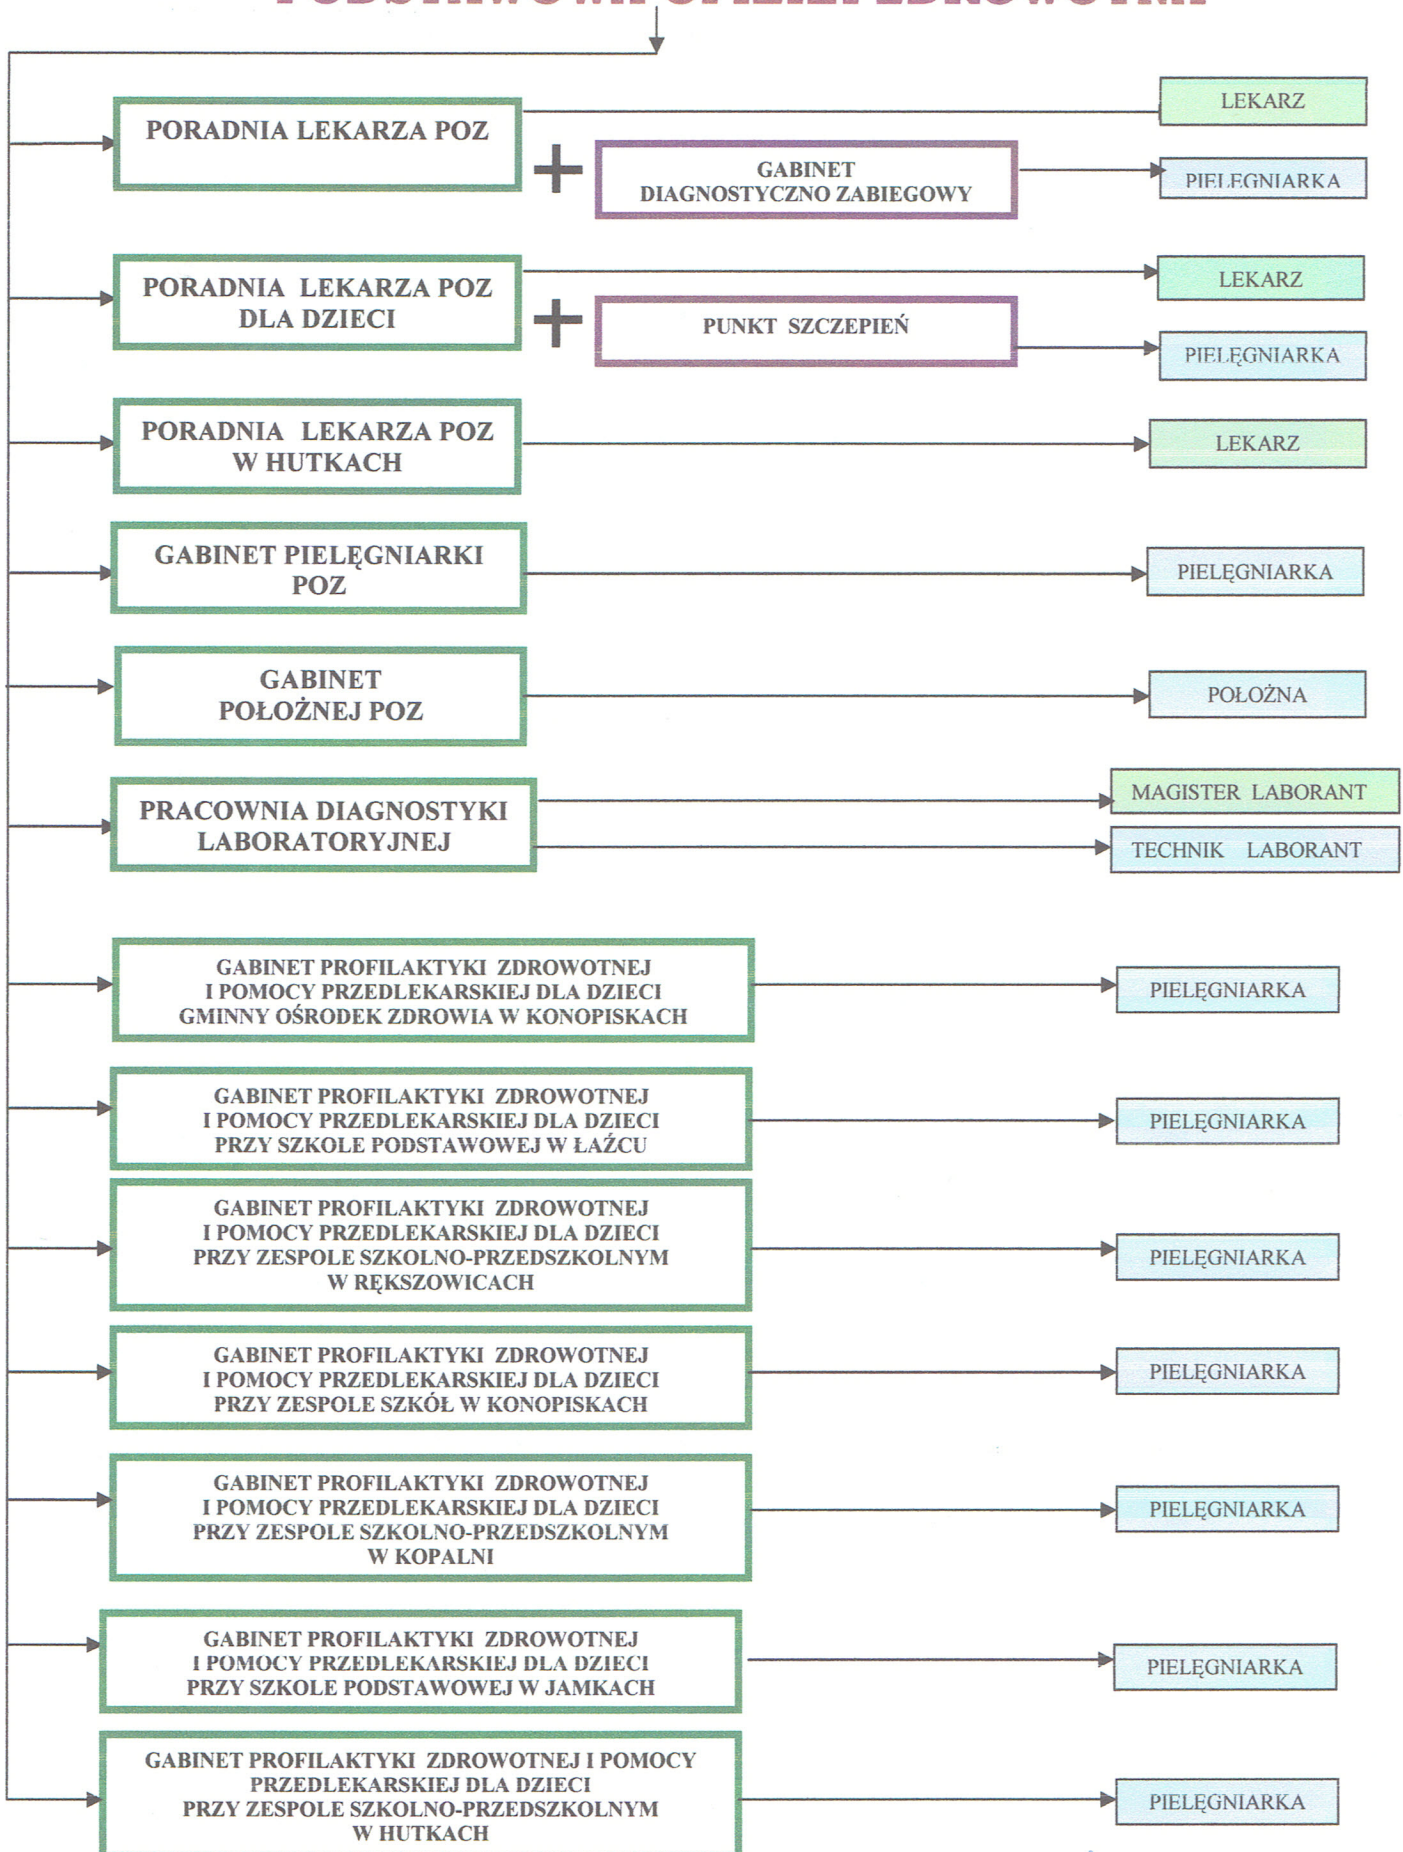 PORADNIA LEKARZA POZ
LEKARZ
GABINET
DIAGNOSTYCZNO ZABIEGOWY
PIELĘGNIARKA
PORADNIA LEKARZA POZ
DLA DZIECI
LEKARZ
PUNKT SZCZEPIEŃ
PIELĘGNIARKA
PORADNIA LEKARZA POZ
W HUTKACH
LEKARZ
GABINET PIELĘGNIARKI
POZ
PIELĘGNIARKA
GABINET
POŁOŻNEJ POZ
POŁOŻNA
PRACOWNIA DIAGNOSTYKI
LABORATORYJNEJ
MAGISTER LABORANT
TECHNIK LABORANT
GABINET PROFILAKTYKI ZDROWOTNEJ
I POMOCY PRZEDLEKARSKIEJ DLA DZIECI
GMINNY OŚRODEK ZDROWIA W KONOPISKACH
PIELĘGNIARKA
GABINET PROFILAKTYKI ZDROWOTNEJ
I POMOCY PRZEDLEKARSKIEJ DLA DZIECI
PRZY SZKOLE PODSTAWOWEJ W ŁAŹCU
PIELĘGNIARKA
GABINET PROFILAKTYKI ZDROWOTNEJ
I POMOCY PRZEDLEKARSKIEJ DLA DZIECI
PRZY ZESPOLE SZKOLNO-PRZEDSZKOLNYM
W RĘKSZOWICACH
PIELĘGNIARKA
GABINET PROFILAKTYKI ZDROWOTNEJ
I POMOCY PRZEDLEKARSKIEJ DLA DZIECI
PRZY ZESPOLE SZKÓŁ W KONOPISKACH
PIELĘGNIARKA
GABINET PROFILAKTYKI ZDROWOTNEJ
I POMOCY PRZEDLEKARSKIEJ DLA DZIECI
PRZY ZESPOLE SZKOLNO-PRZEDSZKOLNYM
W KOPALNI
PIELĘGNIARKA
GABINET PROFILAKTYKI ZDROWOTNEJ
I POMOCY PRZEDLEKARSKIEJ DLA DZIECI
PRZY SZKOLE PODSTAWOWEJ W JAMKACH
PIELĘGNIARKA
GABINET PROFILAKTYKI ZDROWOTNEJ I POMOCY
PRZEDLEKARSKIEJ DLA DZIECI
PRZY ZESPOLE SZKOLNO-PRZEDSZKOLNYM
W HUTKACH
PIELĘGNIARKA